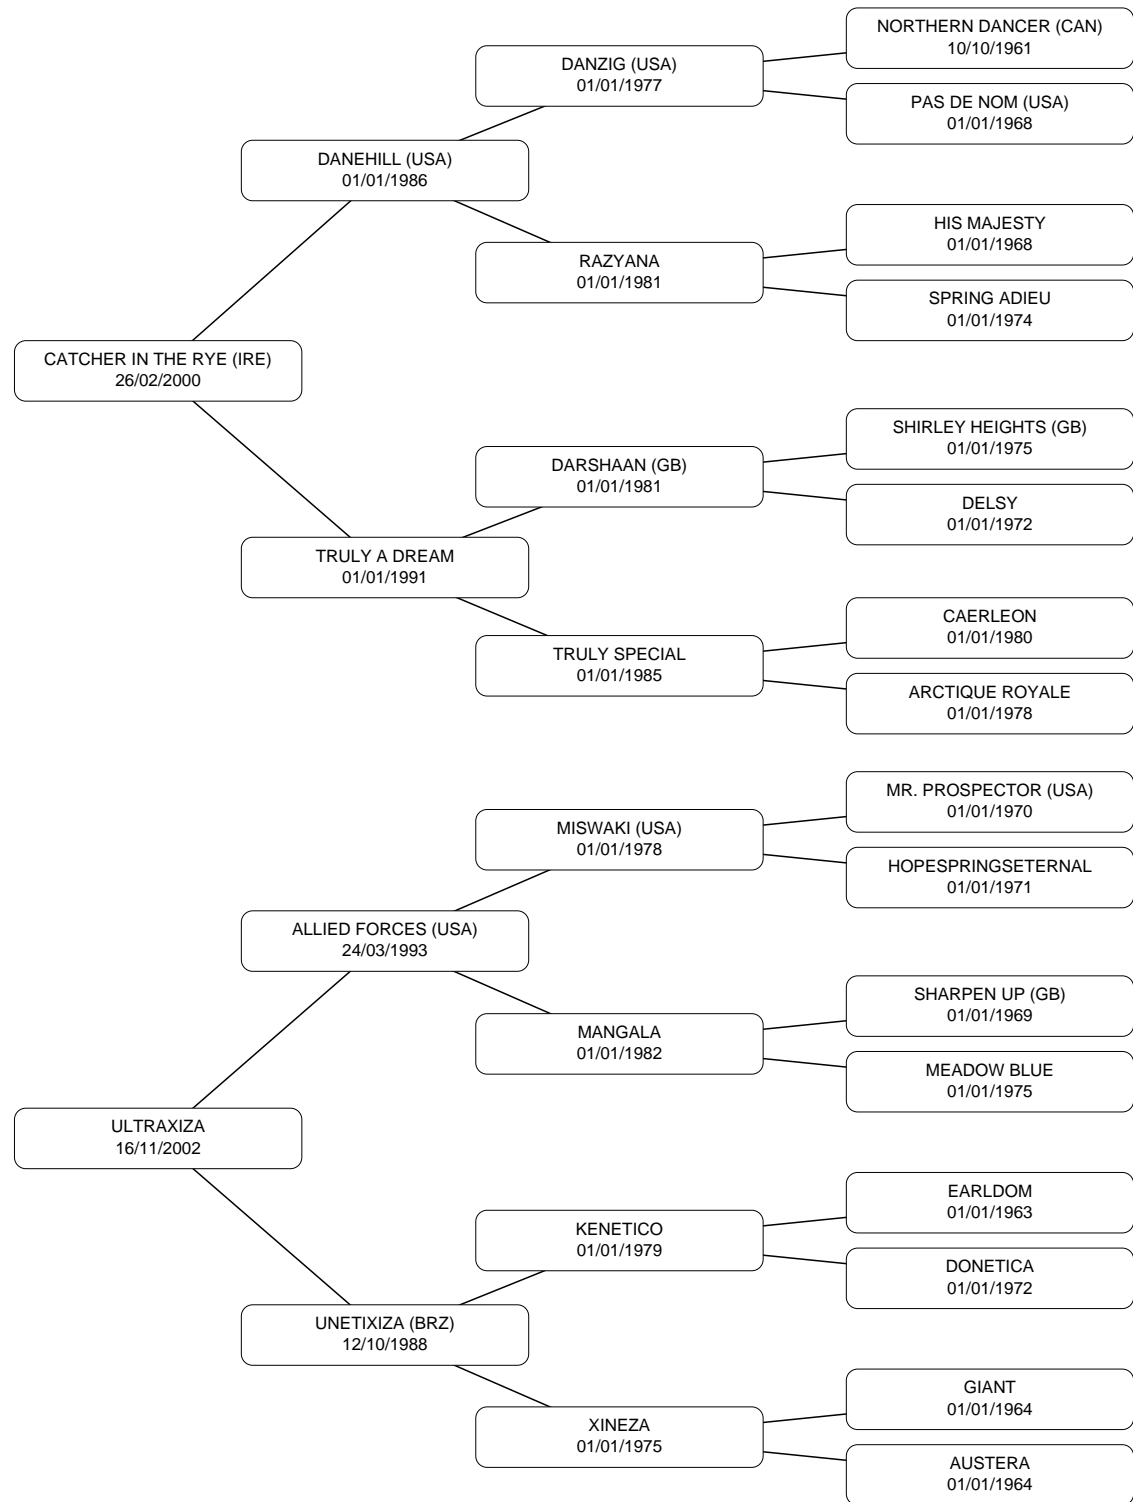 NORTHERN DANCER (CAN)
10/10/1961
DANZIG (USA)
01/01/1977
PAS DE NOM (USA)
01/01/1968
DANEHILL (USA)
01/01/1986
HIS MAJESTY
01/01/1968
RAZYANA
01/01/1981
SPRING ADIEU
01/01/1974
CATCHER IN THE RYE (IRE)
26/02/2000
SHIRLEY HEIGHTS (GB)
01/01/1975
DARSHAAN (GB)
01/01/1981
DELSY
01/01/1972
TRULY A DREAM
01/01/1991
CAERLEON
01/01/1980
TRULY SPECIAL
01/01/1985
ARCTIQUE ROYALE
01/01/1978
MR. PROSPECTOR (USA)
01/01/1970
MISWAKI (USA)
01/01/1978
HOPESPRINGSETERNAL
01/01/1971
ALLIED FORCES (USA)
24/03/1993
SHARPEN UP (GB)
01/01/1969
MANGALA
01/01/1982
MEADOW BLUE
01/01/1975
ULTRAXIZA
16/11/2002
EARLDOM
01/01/1963
KENETICO
01/01/1979
DONETICA
01/01/1972
UNETIXIZA (BRZ)
12/10/1988
GIANT
01/01/1964
XINEZA
01/01/1975
AUSTERA
01/01/1964